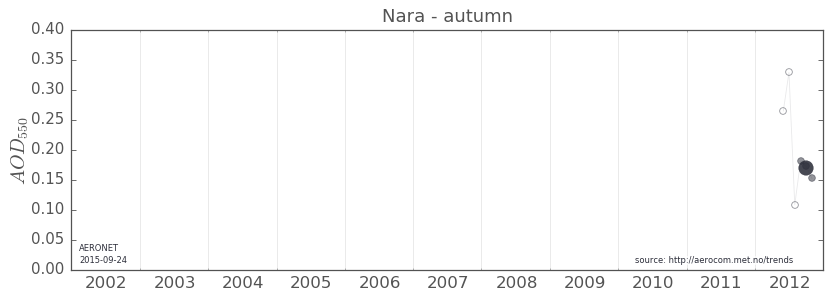 Nara - autumn
0.40
0.35
0.30
0.25
0.20
0.15
0.10
0.05
0.00
AOD550
AERONET
2015-09-24
source: http://aerocom.met.no/trends
2002 2003 2004 2005 2006 2007 2008 2009 2010 2011 2012